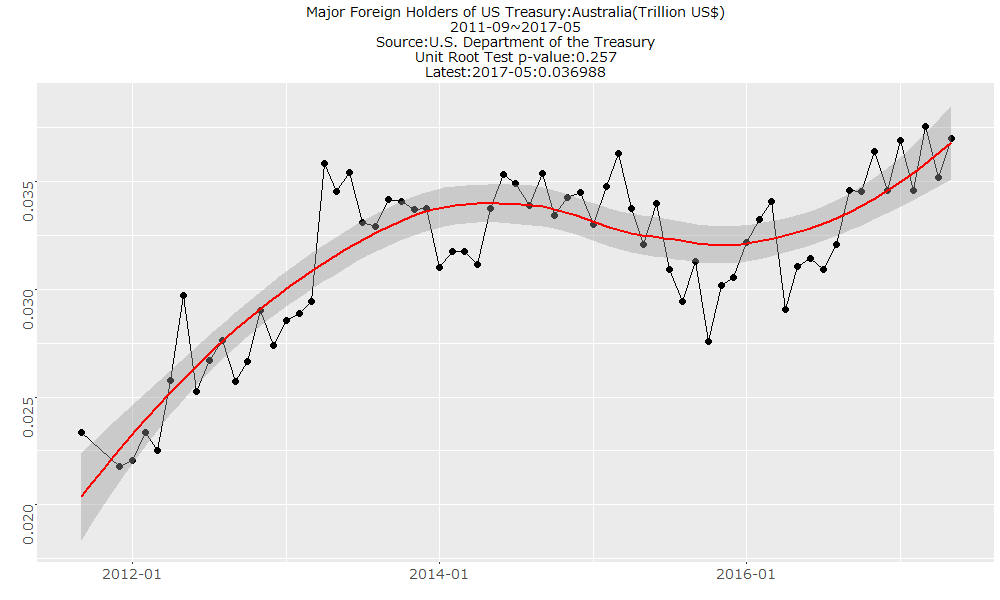 Major Foreign Holders of US Treasury:Australia(Trillion US$)
2011-09~2017-05
Source:U.S. Department of the Treasury
Unit Root Test p-value:0.257
Latest:2017-05:0.036988
0.035
0.030
0.025
0.020
2012-01
2014-01
2016-01